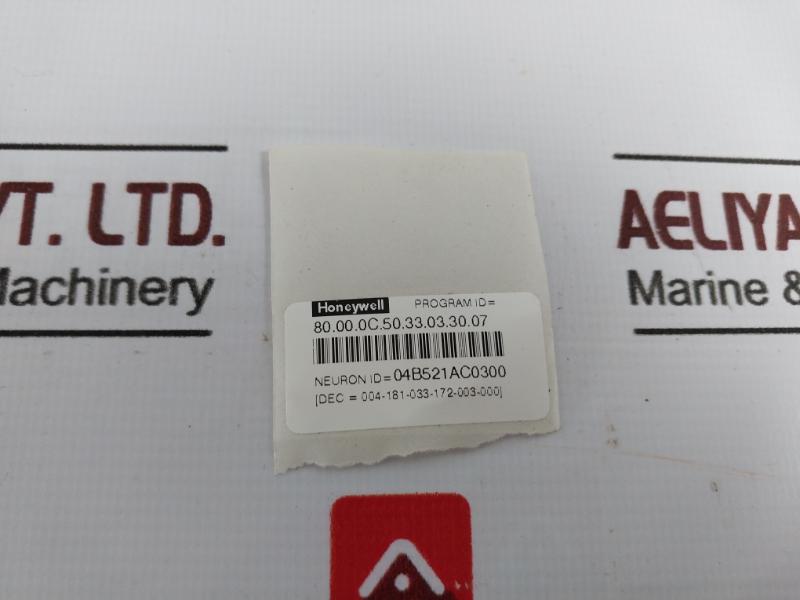 VT. LTD.
Machinery
AELIYA
Marine &
Honeywell PROGRAM ID=
80.00.0C.50.33.03.30.07
NEURON ID= 04B521AC0300
[DEC = 004-181-033-172-003-000]